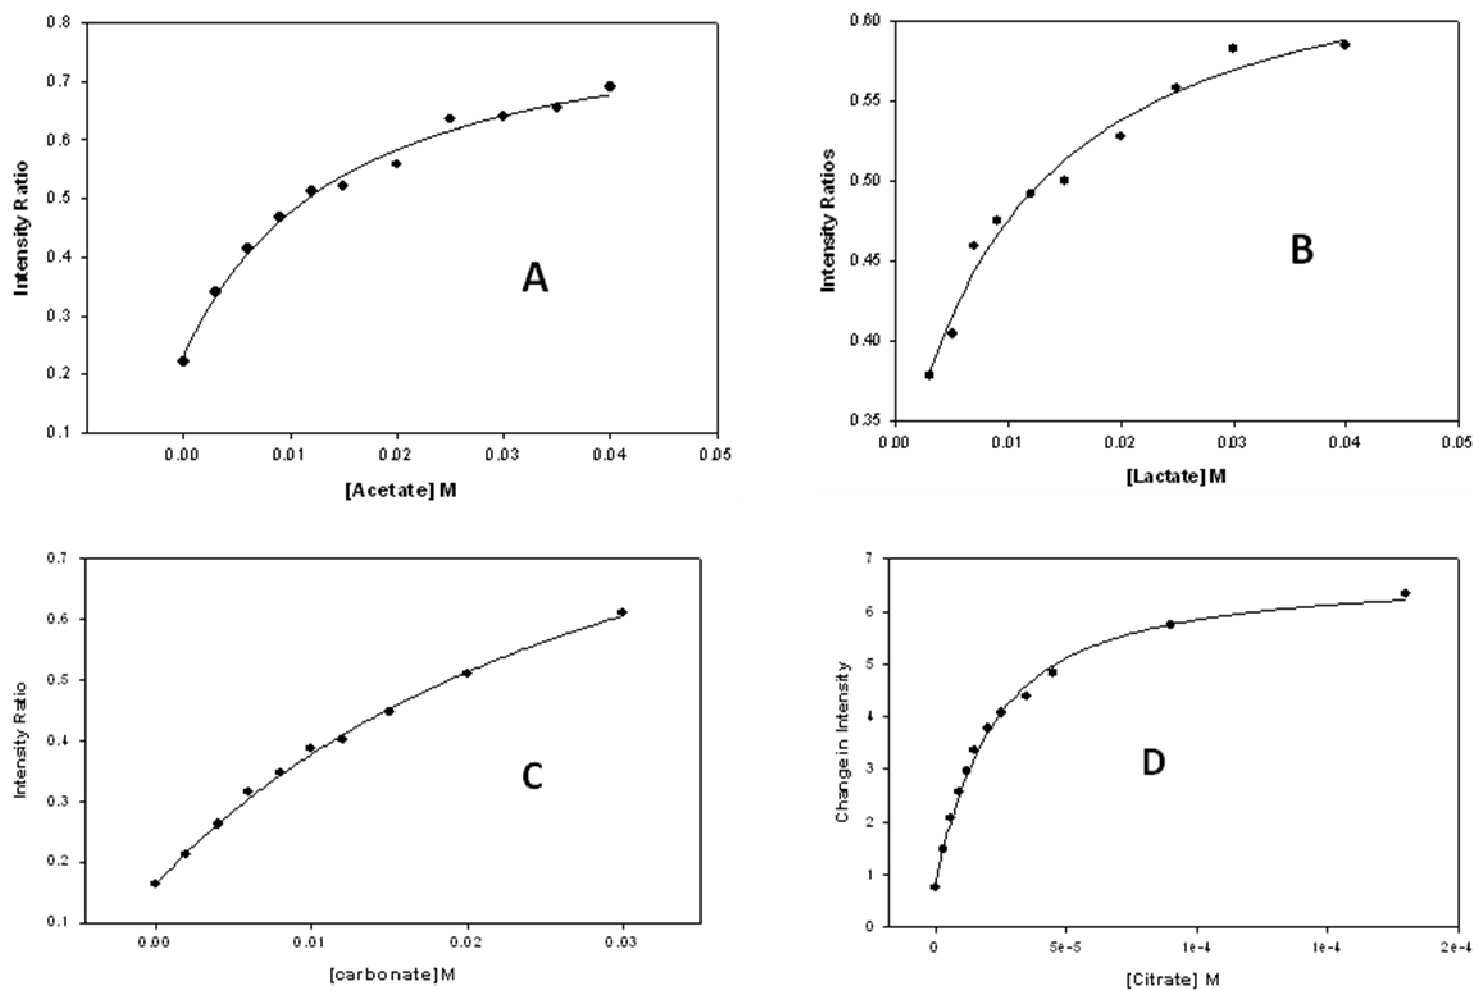 0.8
0.7
0.6
0.5
0.4
0.3
0.2
0.1
Intensity Ratio
A
0.00 0.01 0.02 0.03 0.04 0.05
[Acetate] M
0.60
0.55
0.50
0.45
0.40
0.35
Intensity Ratios
B
0.00 0.01 0.02 0.03 0.04 0.05
[Lactate] M
0.7
0.6
0.5
0.4
0.3
0.2
0.1
Intensity Ratio
C
0.00 0.01 0.02 0.03
[carbonate] M
7
6
5
4
3
2
1
0
Change in Intensity
D
0 5e-5 1e-4 1e-4 2e-4
[Citrate] M